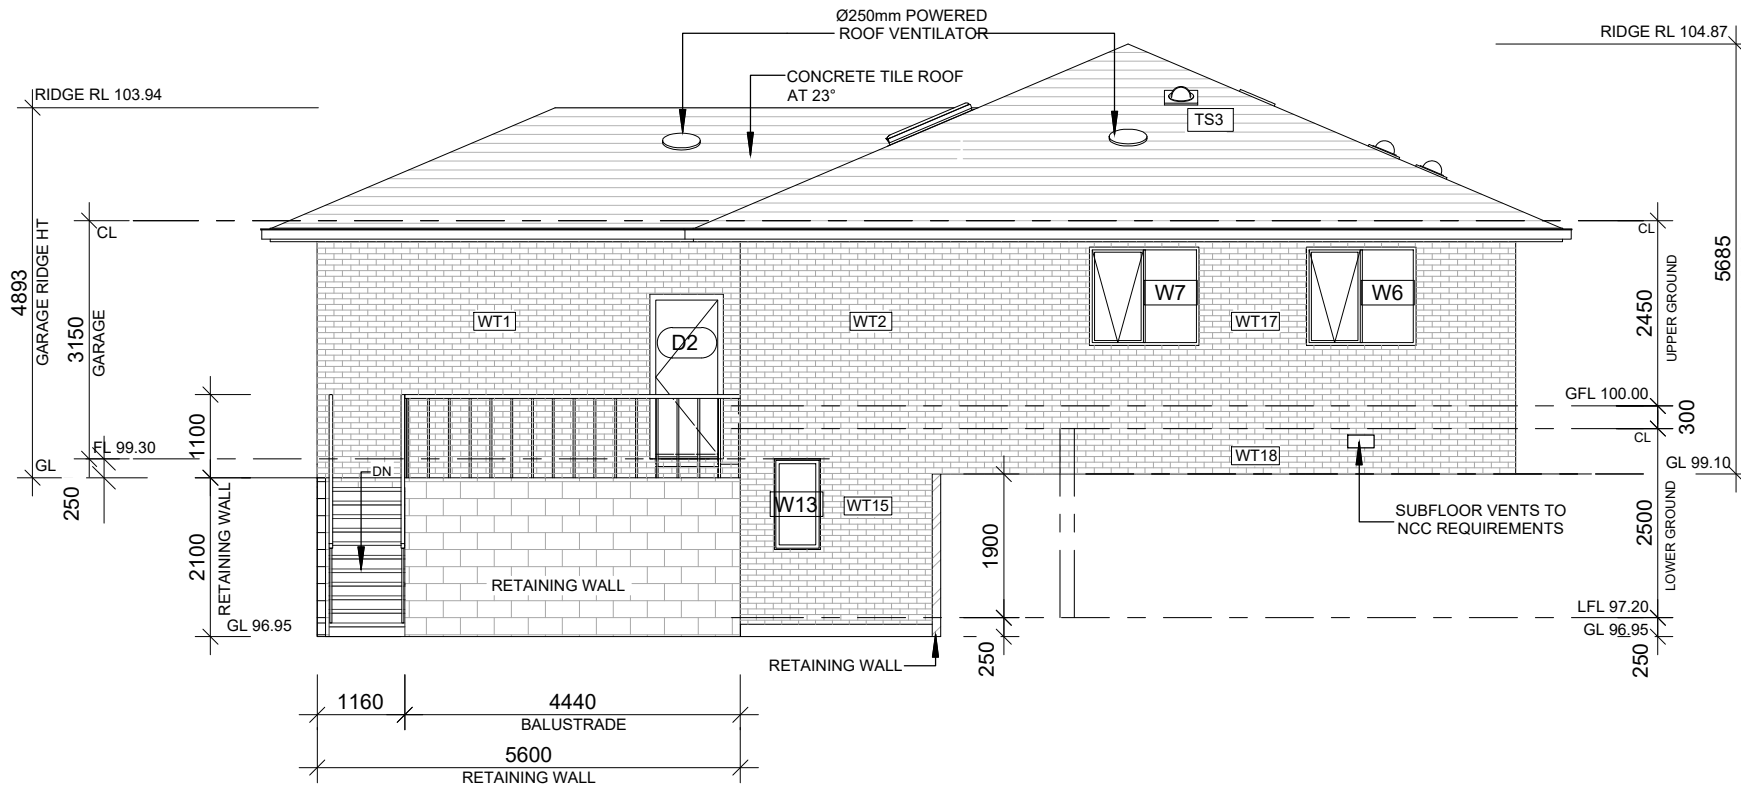 Ø250mm POWERED
ROOF VENTILATOR
RIDGE RL 104.87
CONCRETE TILE ROOF
AT 23°
RIDGE RL 103.94
TS3
CL
CL
4893
GARAGE RIDGE HT
3150
GARAGE
WT1
D2
WT2
W7
WT17
W6
2450
UPPER GROUND
5685
GFL 100.00
300
CL
1100
FL 99.30
GL
250
DN
WT18
GL 99.10
W13
WT15
SUBFLOOR VENTS TO
NCC REQUIREMENTS
2100
RETAINING WALL
1900
2500
LOWER GROUND
RETAINING WALL
LFL 97.20
GL 96.95
GL 96.95
RETAINING WALL
250
250
1160
4440
BALUSTRADE
5600
RETAINING WALL